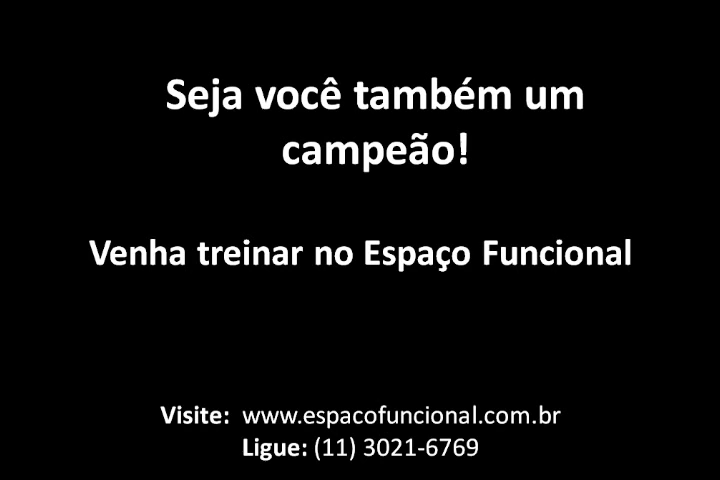 Seja você também um
campeão!
Venha treinar no Espaço Funcional
Visite: www.espacofuncional.com.br
Ligue: (11) 3021-6769